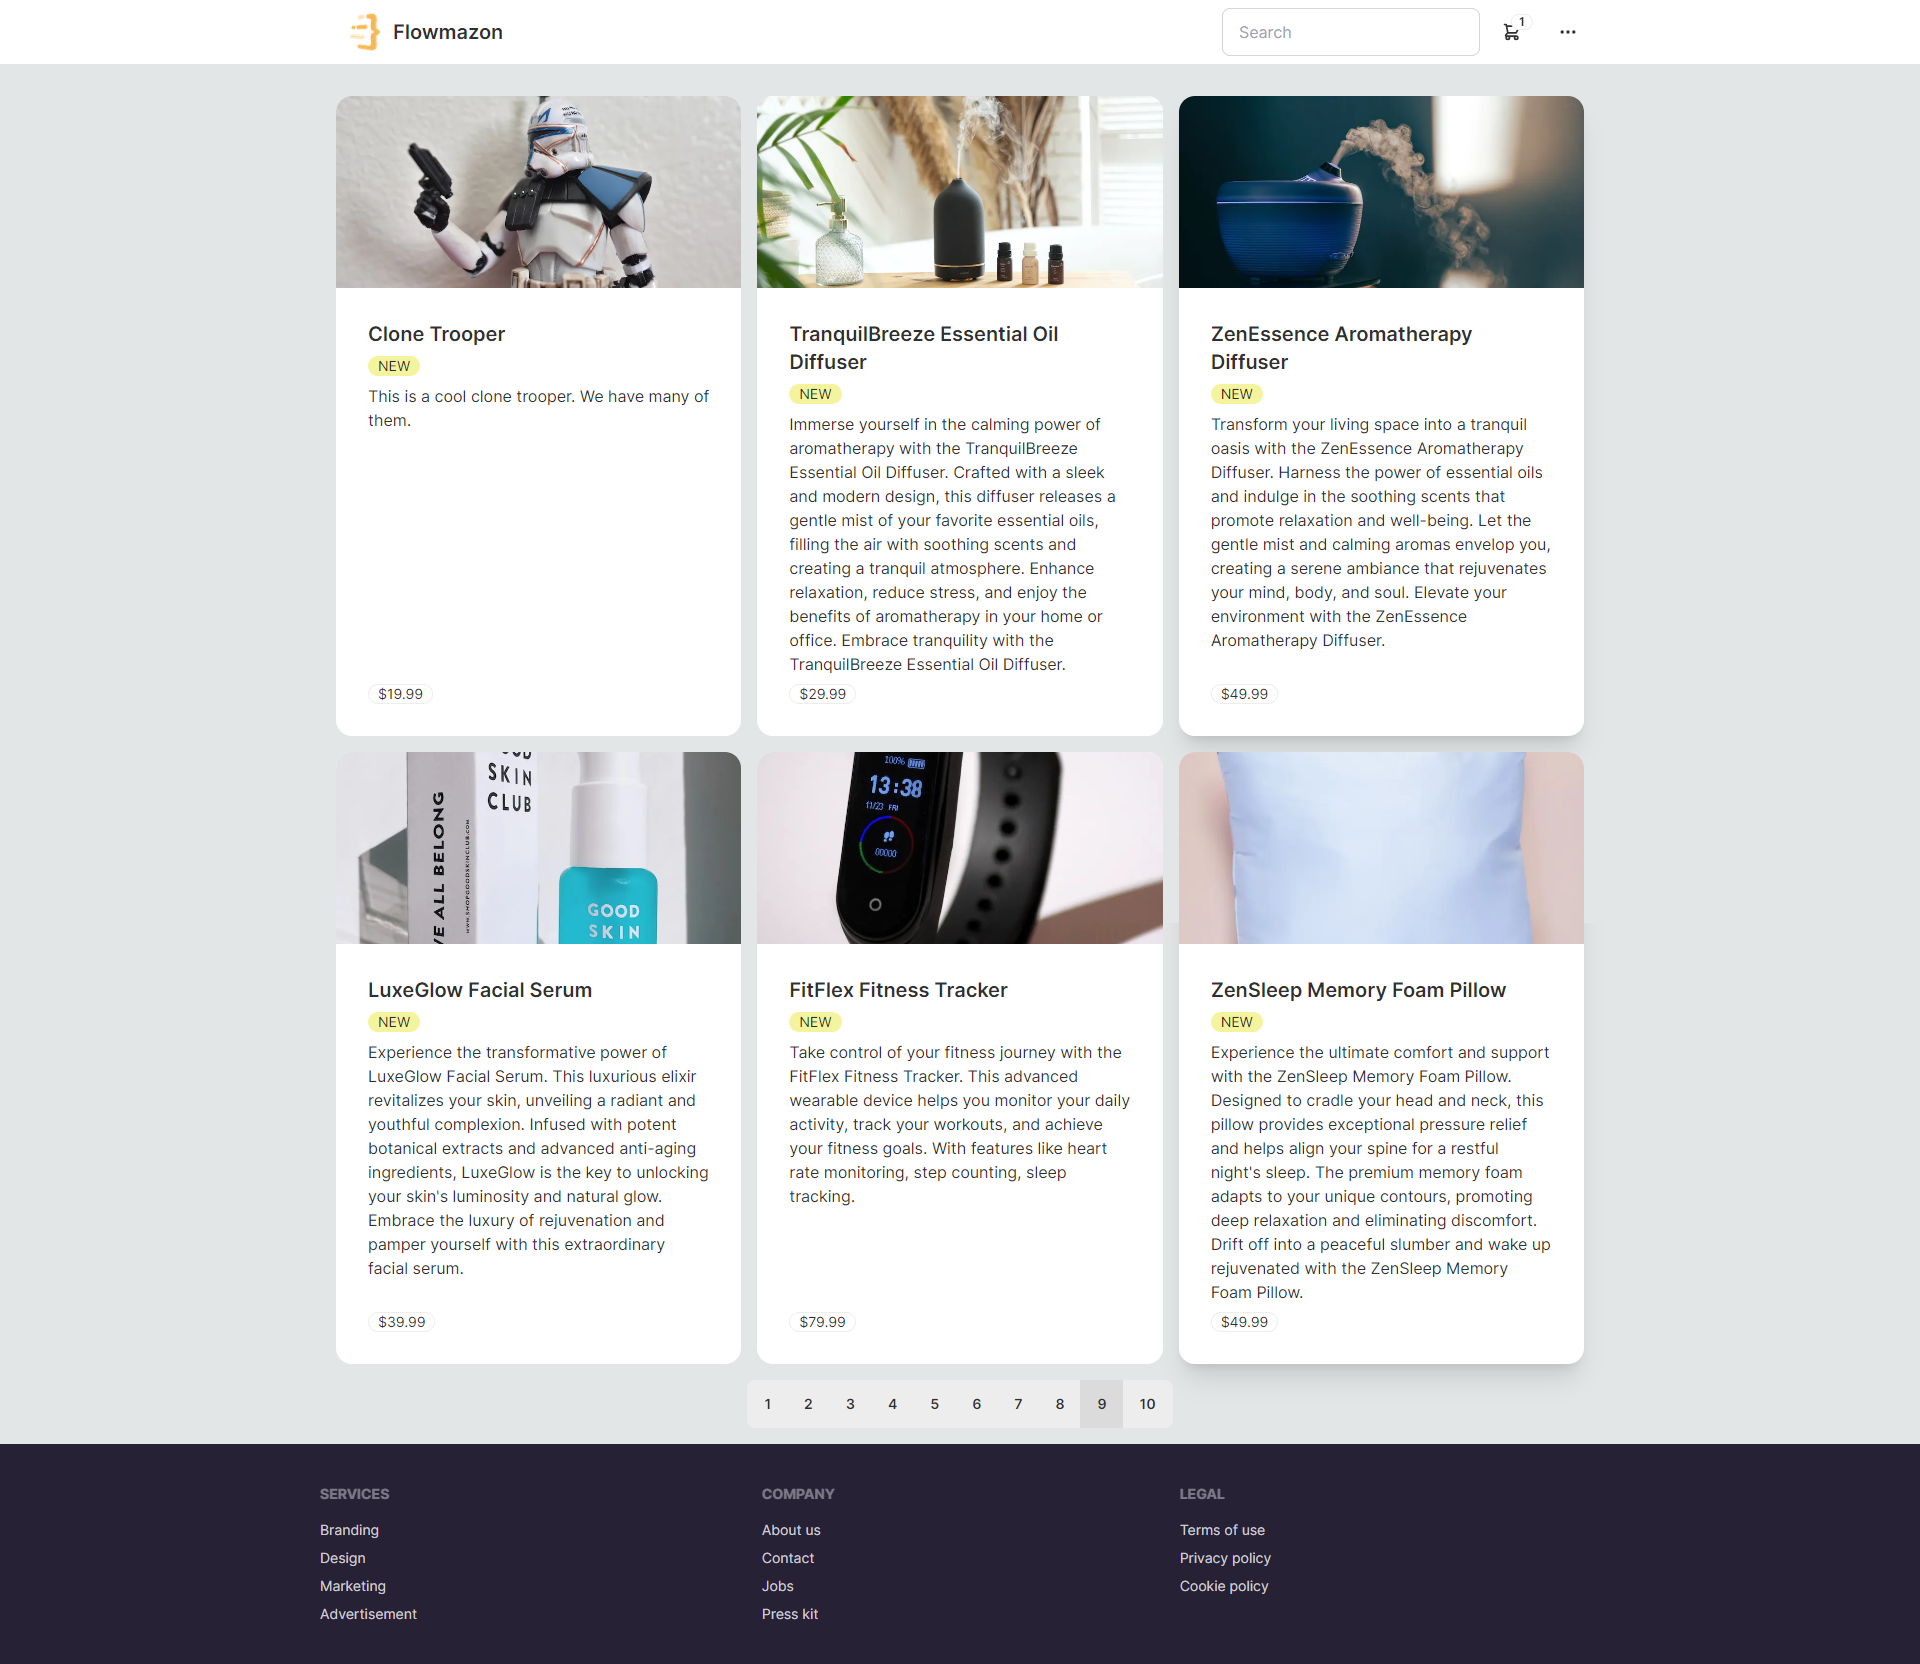 Flowmazon
Search
1
Clone Trooper
NEW
This is a cool clone trooper. We have many of
them.
$19.99
TranquilBreeze Essential Oil
Diffuser
NEW
Immerse yourself in the calming power of
aromatherapy with the TranquilBreeze
Essential Oil Diffuser. Crafted with a sleek
and modern design, this diffuser releases a
gentle mist of your favorite essential oils,
filling the air with soothing scents and
creating a tranquil atmosphere. Enhance
relaxation, reduce stress, and enjoy the
benefits of aromatherapy in your home or
office. Embrace tranquility with the
TranquilBreeze Essential Oil Diffuser.
$29.99
ZenEssence Aromatherapy
Diffuser
NEW
Transform your living space into a tranquil
oasis with the ZenEssence Aromatherapy
Diffuser. Harness the power of essential oils
and indulge in the soothing scents that
promote relaxation and well-being. Let the
gentle mist and calming aromas envelop you,
creating a serene ambiance that rejuvenates
your mind, body, and soul. Elevate your
environment with the ZenEssence
Aromatherapy Diffuser.
$49.99
SKIN
CLUB
VE ALL BELONG
WWW.SHOPGOODSKINCLUB.COM
GOOD
SKIN
LuxeGlow Facial Serum
NEW
Experience the transformative power of
LuxeGlow Facial Serum. This luxurious elixir
revitalizes your skin, unveiling a radiant and
youthful complexion. Infused with potent
botanical extracts and advanced anti-aging
ingredients, LuxeGlow is the key to unlocking
your skin's luminosity and natural glow.
Embrace the luxury of rejuvenation and
pamper yourself with this extraordinary
facial serum.
$39.99
100%
13:38
11/23 FRI
00000
FitFlex Fitness Tracker
NEW
Take control of your fitness journey with the
FitFlex Fitness Tracker. This advanced
wearable device helps you monitor your daily
activity, track your workouts, and achieve
your fitness goals. With features like heart
rate monitoring, step counting, sleep
tracking.
$79.99
ZenSleep Memory Foam Pillow
NEW
Experience the ultimate comfort and support
with the ZenSleep Memory Foam Pillow.
Designed to cradle your head and neck, this
pillow provides exceptional pressure relief
and helps align your spine for a restful
night's sleep. The premium memory foam
adapts to your unique contours, promoting
deep relaxation and eliminating discomfort.
Drift off into a peaceful slumber and wake up
rejuvenated with the ZenSleep Memory
Foam Pillow.
$49.99
1 2 3 4 5 6 7 8 9 10
SERVICES
Branding
Design
Marketing
Advertisement
COMPANY
About us
Contact
Jobs
Press kit
LEGAL
Terms of use
Privacy policy
Cookie policy